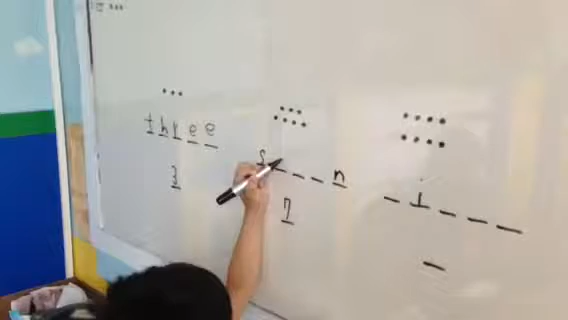 three
3
s _ _ _ n
7
_ i _ _ _
_